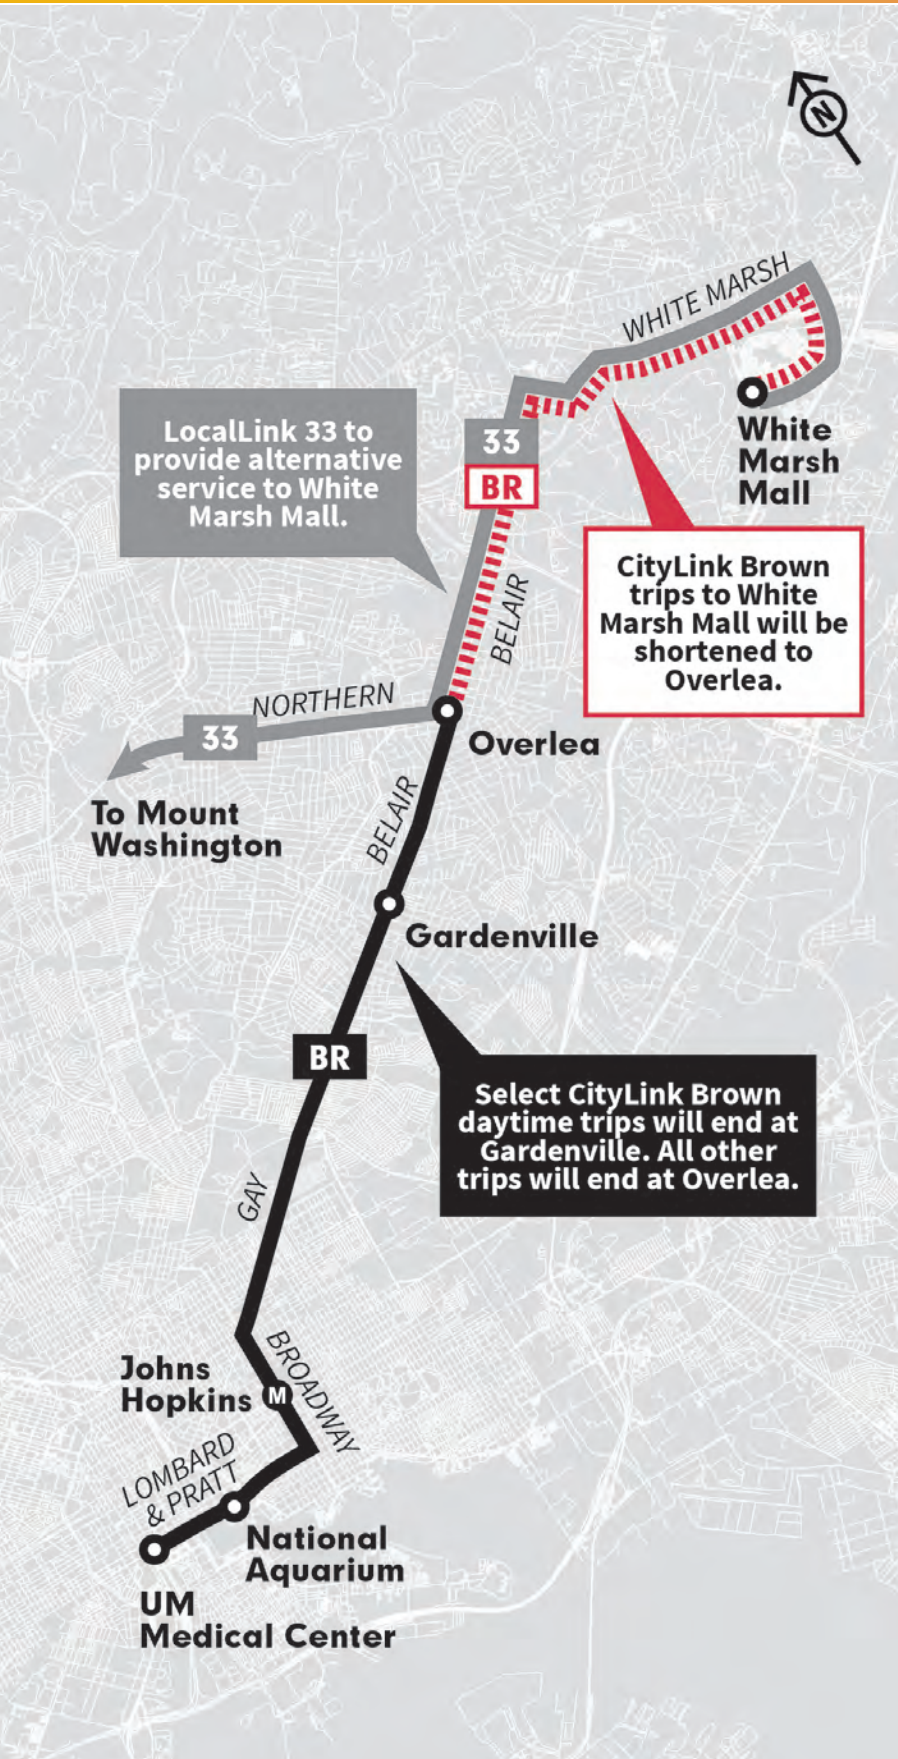 N
WHITE MARSH
White
Marsh
Mall
LocalLink 33 to
provide alternative
service to White
Marsh Mall.
33
BR
CityLink Brown
trips to White
Marsh Mall will be
shortened to
Overlea.
BELAIR
NORTHERN
33
Overlea
To Mount
Washington
BELAIR
Gardenville
BR
Select CityLink Brown
daytime trips will end at
Gardenville. All other
trips will end at Overlea.
GAY
BROADWAY
Johns
Hopkins
M
LOMBARD
& PRATT
National
Aquarium
UM
Medical Center